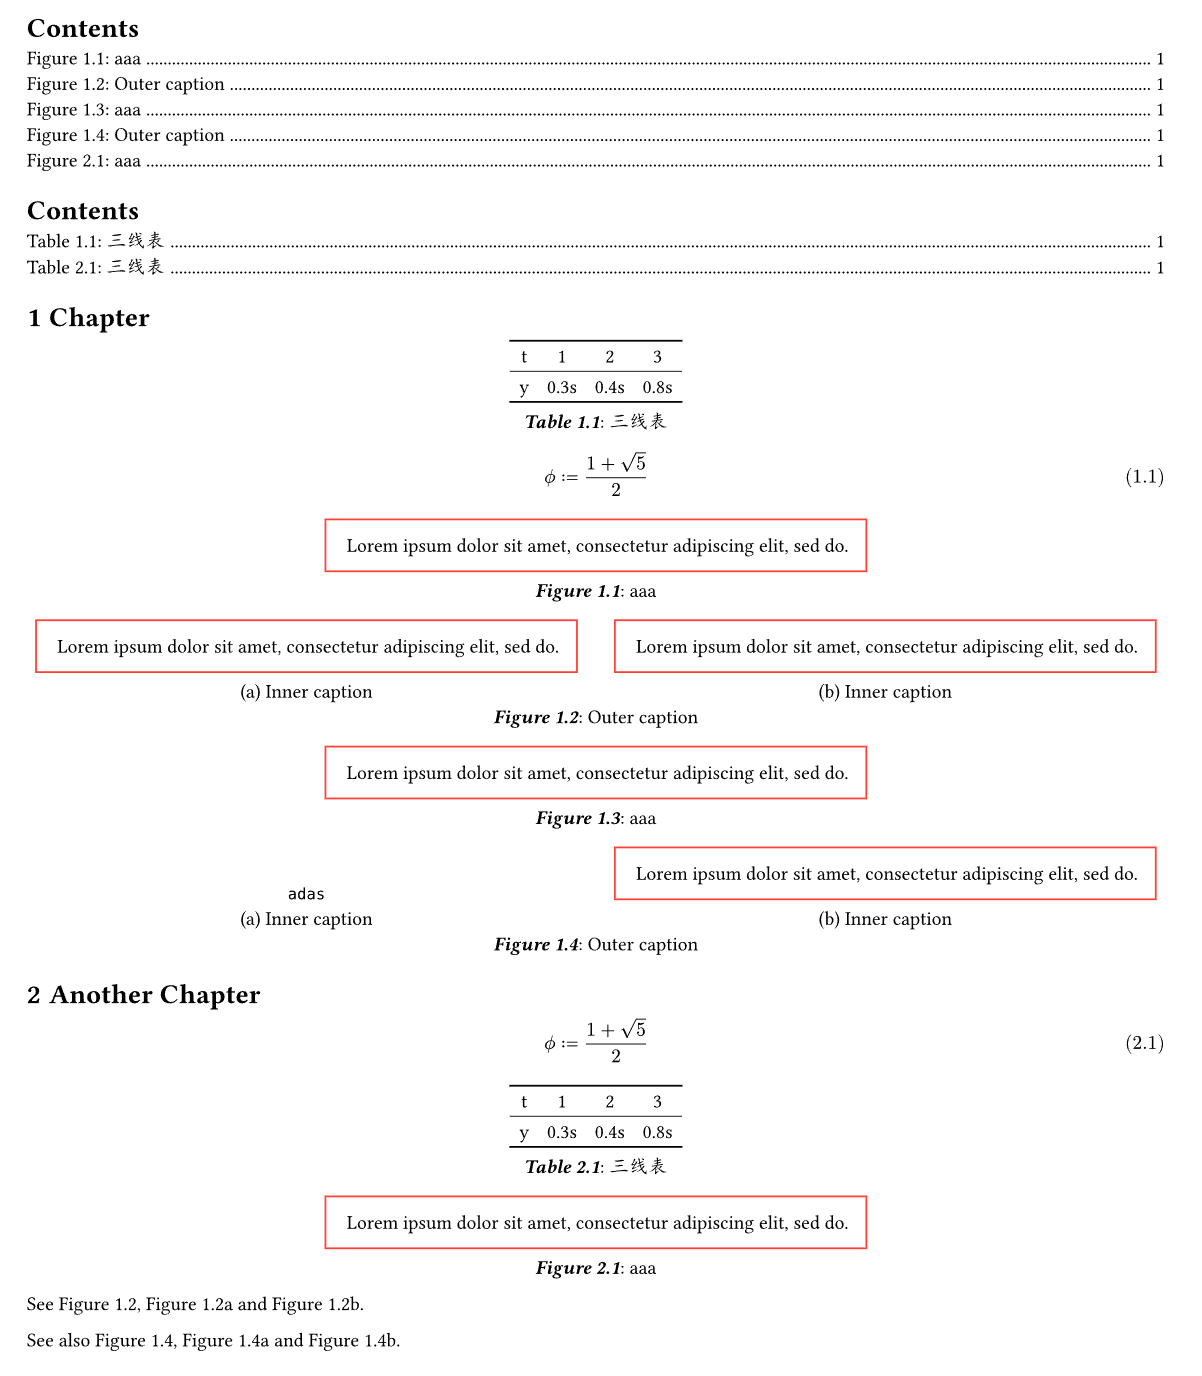 Contents
Figure 1.1: aaa ........ 1
Figure 1.2: Outer caption ........ 1
Figure 1.3: aaa ........ 1
Figure 1.4: Outer caption ........ 1
Figure 2.1: aaa ........ 1
Contents
Table 1.1: 三线表 ........ 1
Table 2.1: 三线表 ........ 1
1 Chapter
t 1 2 3
y 0.3s 0.4s 0.8s
Table 1.1: 三线表
ϕ := (1 + √5) / 2 (1.1)
Lorem ipsum dolor sit amet, consectetur adipiscing elit, sed do.
Figure 1.1: aaa
Lorem ipsum dolor sit amet, consectetur adipiscing elit, sed do. Lorem ipsum dolor sit amet, consectetur adipiscing elit, sed do.
(a) Inner caption (b) Inner caption
Figure 1.2: Outer caption
Lorem ipsum dolor sit amet, consectetur adipiscing elit, sed do.
Figure 1.3: aaa
Lorem ipsum dolor sit amet, consectetur adipiscing elit, sed do.
adas
(a) Inner caption (b) Inner caption
Figure 1.4: Outer caption
2 Another Chapter
ϕ := (1 + √5) / 2 (2.1)
t 1 2 3
y 0.3s 0.4s 0.8s
Table 2.1: 三线表
Lorem ipsum dolor sit amet, consectetur adipiscing elit, sed do.
Figure 2.1: aaa
See Figure 1.2, Figure 1.2a and Figure 1.2b.
See also Figure 1.4, Figure 1.4a and Figure 1.4b.